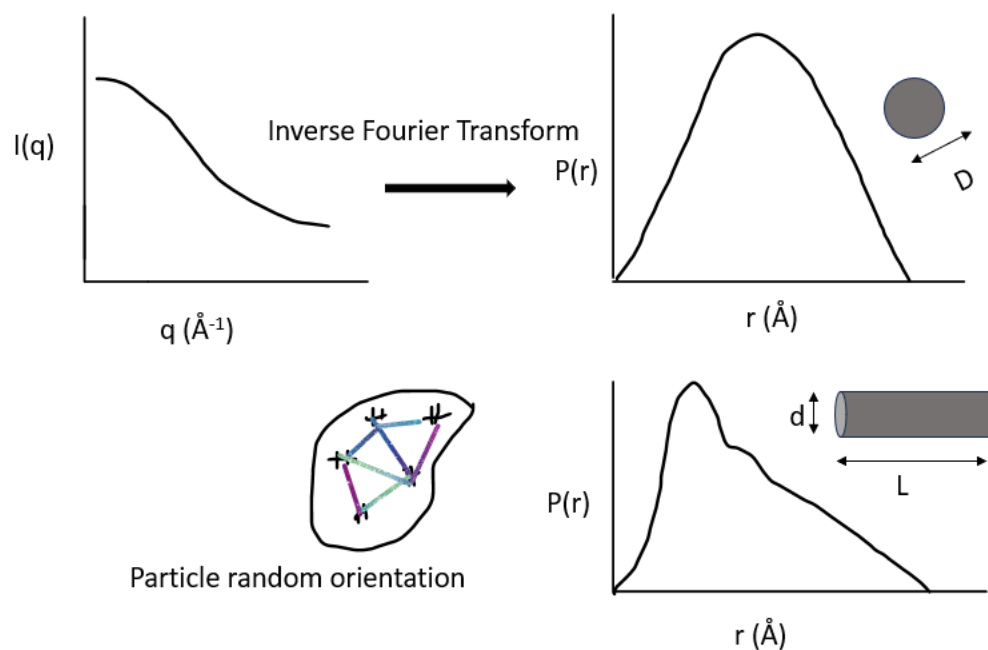 I(q)
q (Å⁻¹)
Inverse Fourier Transform
P(r)
D
r (Å)
Particle random orientation
P(r)
d
L
r (Å)